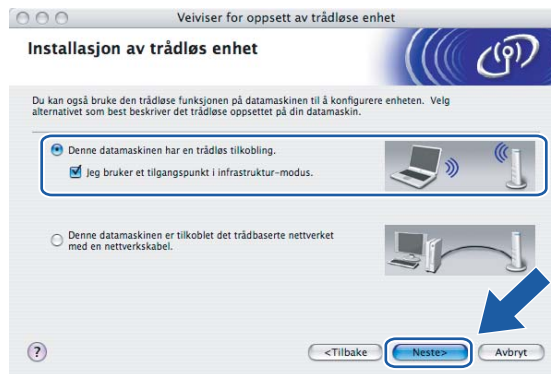 Veiviser for oppsett av trådløse enhet
Installasjon av trådløs enhet
Du kan også bruke den trådløse funksjonen på datamaskinen til å konfigurere enheten. Velg
alternativet som best beskriver det trådløse oppsettet på din datamaskin.
Denne datamaskinen har en trådløs tilkobling.
Jeg bruker et tilgangspunkt i infrastruktur-modus.
Denne datamaskinen er tilkoblet det trådbaserte nettverket
med en nettverkskabel.
?
<Tilbake
Neste>
Avbryt